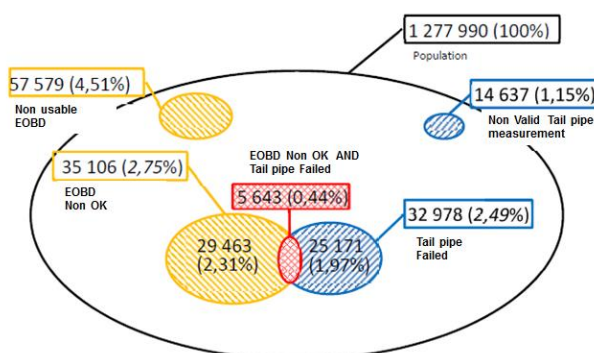 1 277 990 (100%)
Population
57 579 (4,51%)
Non usable
EOBD
14 637 (1,15%)
Non Valid Tail pipe
measurement
35 106 (2,75%)
EOBD
Non OK
EOBD Non OK AND
Tail pipe Failed
5 643 (0,44%)
32 978 (2,49%)
Tail pipe
Failed
29 463
(2,31%)
25 171
(1,97%)